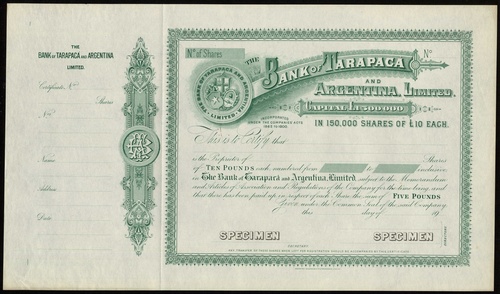 THE
BANK OF TARAPACA AND ARGENTINA
LIMITED.
Certificate No
Shares
Nos
Name
Address
Date
No of Shares
No
THE
BANK OF TARAPACA
AND
ARGENTINA, LIMITED.
CAPITAL £1,500,000
INCORPORATED
UNDER THE COMPANIES ACTS
IN 150,000 SHARES OF £10 EACH.
This is to Certify that
is the Proprietor of Shares
of TEN POUNDS each, numbered from to inclusive
in The Bank of Tarapacá and Argentina, Limited, subject to the Memorandum
and Articles of Association and Regulations of the Company for the time being, and
that there has been paid up in respect of each Share the sum of FIVE POUNDS
Given under the Common Seal of the said Company,
this day of 19
SPECIMEN
SPECIMEN